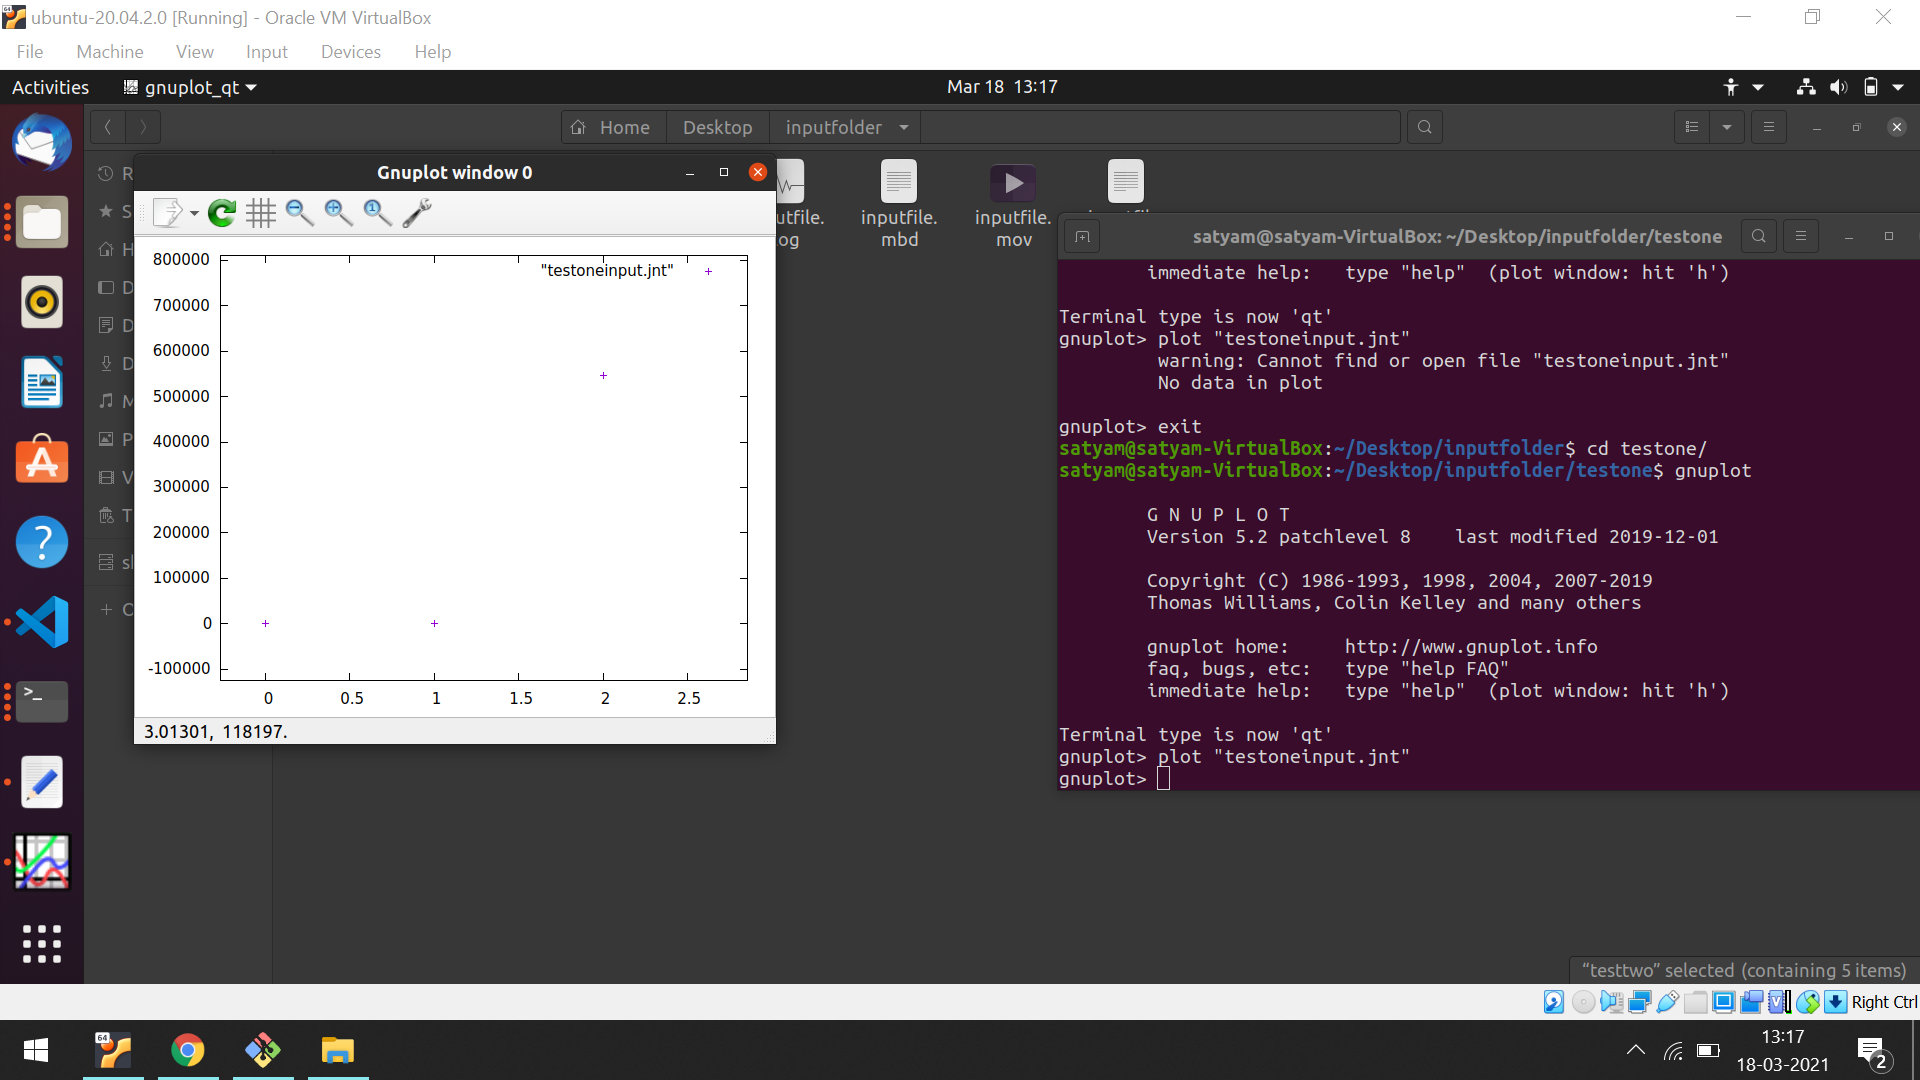 ubuntu-20.04.2.0 [Running] - Oracle VM VirtualBox
File Machine View Input Devices Help
Activities gnuplot_qt Mar 18 13:17
Home Desktop inputfolder
Gnuplot window 0
R
S
H
D
D
D
M
P
V
T
sl
C
utfile.
og
inputfile.
mbd
inputfile.
mov
"testoneinput.jnt"
800000
700000
600000
500000
400000
300000
200000
100000
0
-100000
0 0.5 1 1.5 2 2.5
3.01301, 118197.
satyam@satyam-VirtualBox: ~/Desktop/inputfolder/testone
immediate help: type "help" (plot window: hit 'h')
Terminal type is now 'qt'
gnuplot> plot "testoneinput.jnt"
warning: Cannot find or open file "testoneinput.jnt"
No data in plot
gnuplot> exit
satyam@satyam-VirtualBox:~/Desktop/inputfolder$ cd testone/
satyam@satyam-VirtualBox:~/Desktop/inputfolder/testone$ gnuplot
G N U P L O T
Version 5.2 patchlevel 8 last modified 2019-12-01
Copyright (C) 1986-1993, 1998, 2004, 2007-2019
Thomas Williams, Colin Kelley and many others
gnuplot home: http://www.gnuplot.info
faq, bugs, etc: type "help FAQ"
immediate help: type "help" (plot window: hit 'h')
Terminal type is now 'qt'
gnuplot> plot "testoneinput.jnt"
gnuplot>
“testtwo” selected (containing 5 items)
Right Ctrl
64
13:17
18-03-2021
2